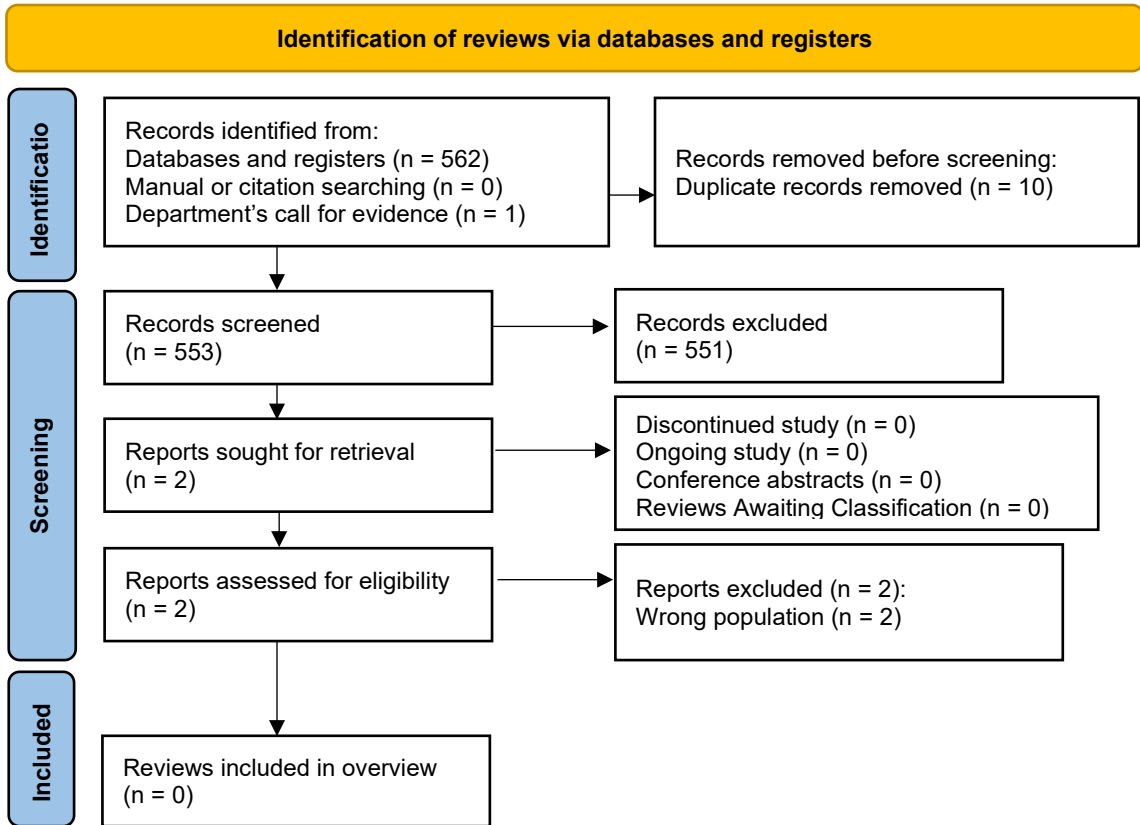 Identification of reviews via databases and registers
Identificatio
Records identified from:
Databases and registers (n = 562)
Manual or citation searching (n = 0)
Department’s call for evidence (n = 1)
Records removed before screening:
Duplicate records removed (n = 10)
Screening
Records screened
(n = 553)
Records excluded
(n = 551)
Reports sought for retrieval
(n = 2)
Discontinued study (n = 0)
Ongoing study (n = 0)
Conference abstracts (n = 0)
Reviews Awaiting Classification (n = 0)
Reports assessed for eligibility
(n = 2)
Reports excluded (n = 2):
Wrong population (n = 2)
Included
Reviews included in overview
(n = 0)